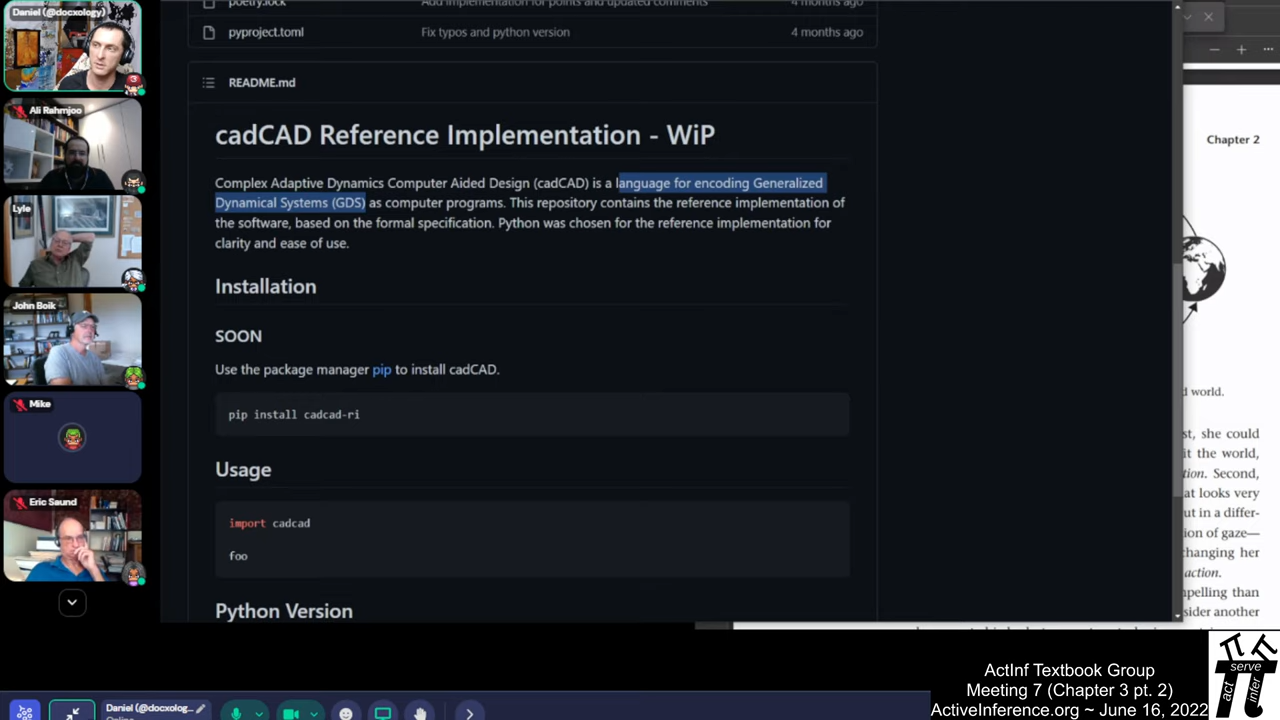 Daniel (@docxology)
Ali Rahmjoo
Lyle
John Boik
Mike
Eric Saund
poetry.lock Add implementation for points and updated comments 4 months ago
pyproject.toml Fix typos and python version 4 months ago
README.md
cadCAD Reference Implementation - WiP
Complex Adaptive Dynamics Computer Aided Design (cadCAD) is a language for encoding Generalized
Dynamical Systems (GDS) as computer programs. This repository contains the reference implementation of
the software, based on the formal specification. Python was chosen for the reference implementation for
clarity and ease of use.
Installation
SOON
Use the package manager pip to install cadCAD.
pip install cadcad-ri
Usage
import cadcad
foo
Python Version
Chapter 2
d world.
st, she could
it the world,
tion. Second,
at looks very
ut in a differ-
ion of gaze—
changing her
action.
pelling than
sider another
Daniel (@docxolog...
ActInf Textbook Group
Meeting 7 (Chapter 3 pt. 2)
ActiveInference.org ~ June 16, 2022
act
serve
infer